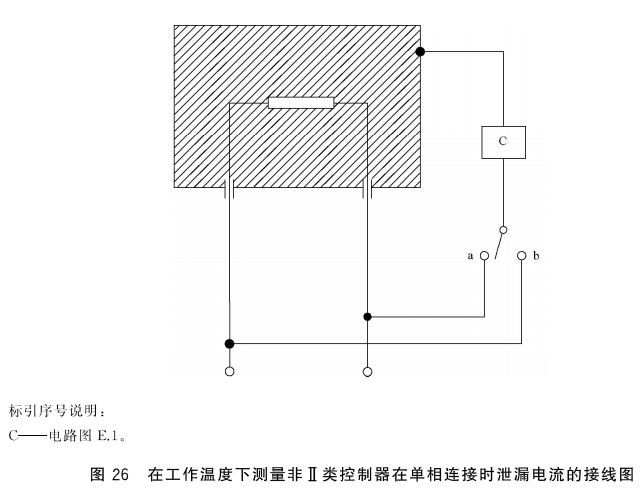 C
a
b
标引序号说明：
C——电路图 E.1。
图 26 在工作温度下测量非Ⅱ类控制器在单相连接时泄漏电流的接线图